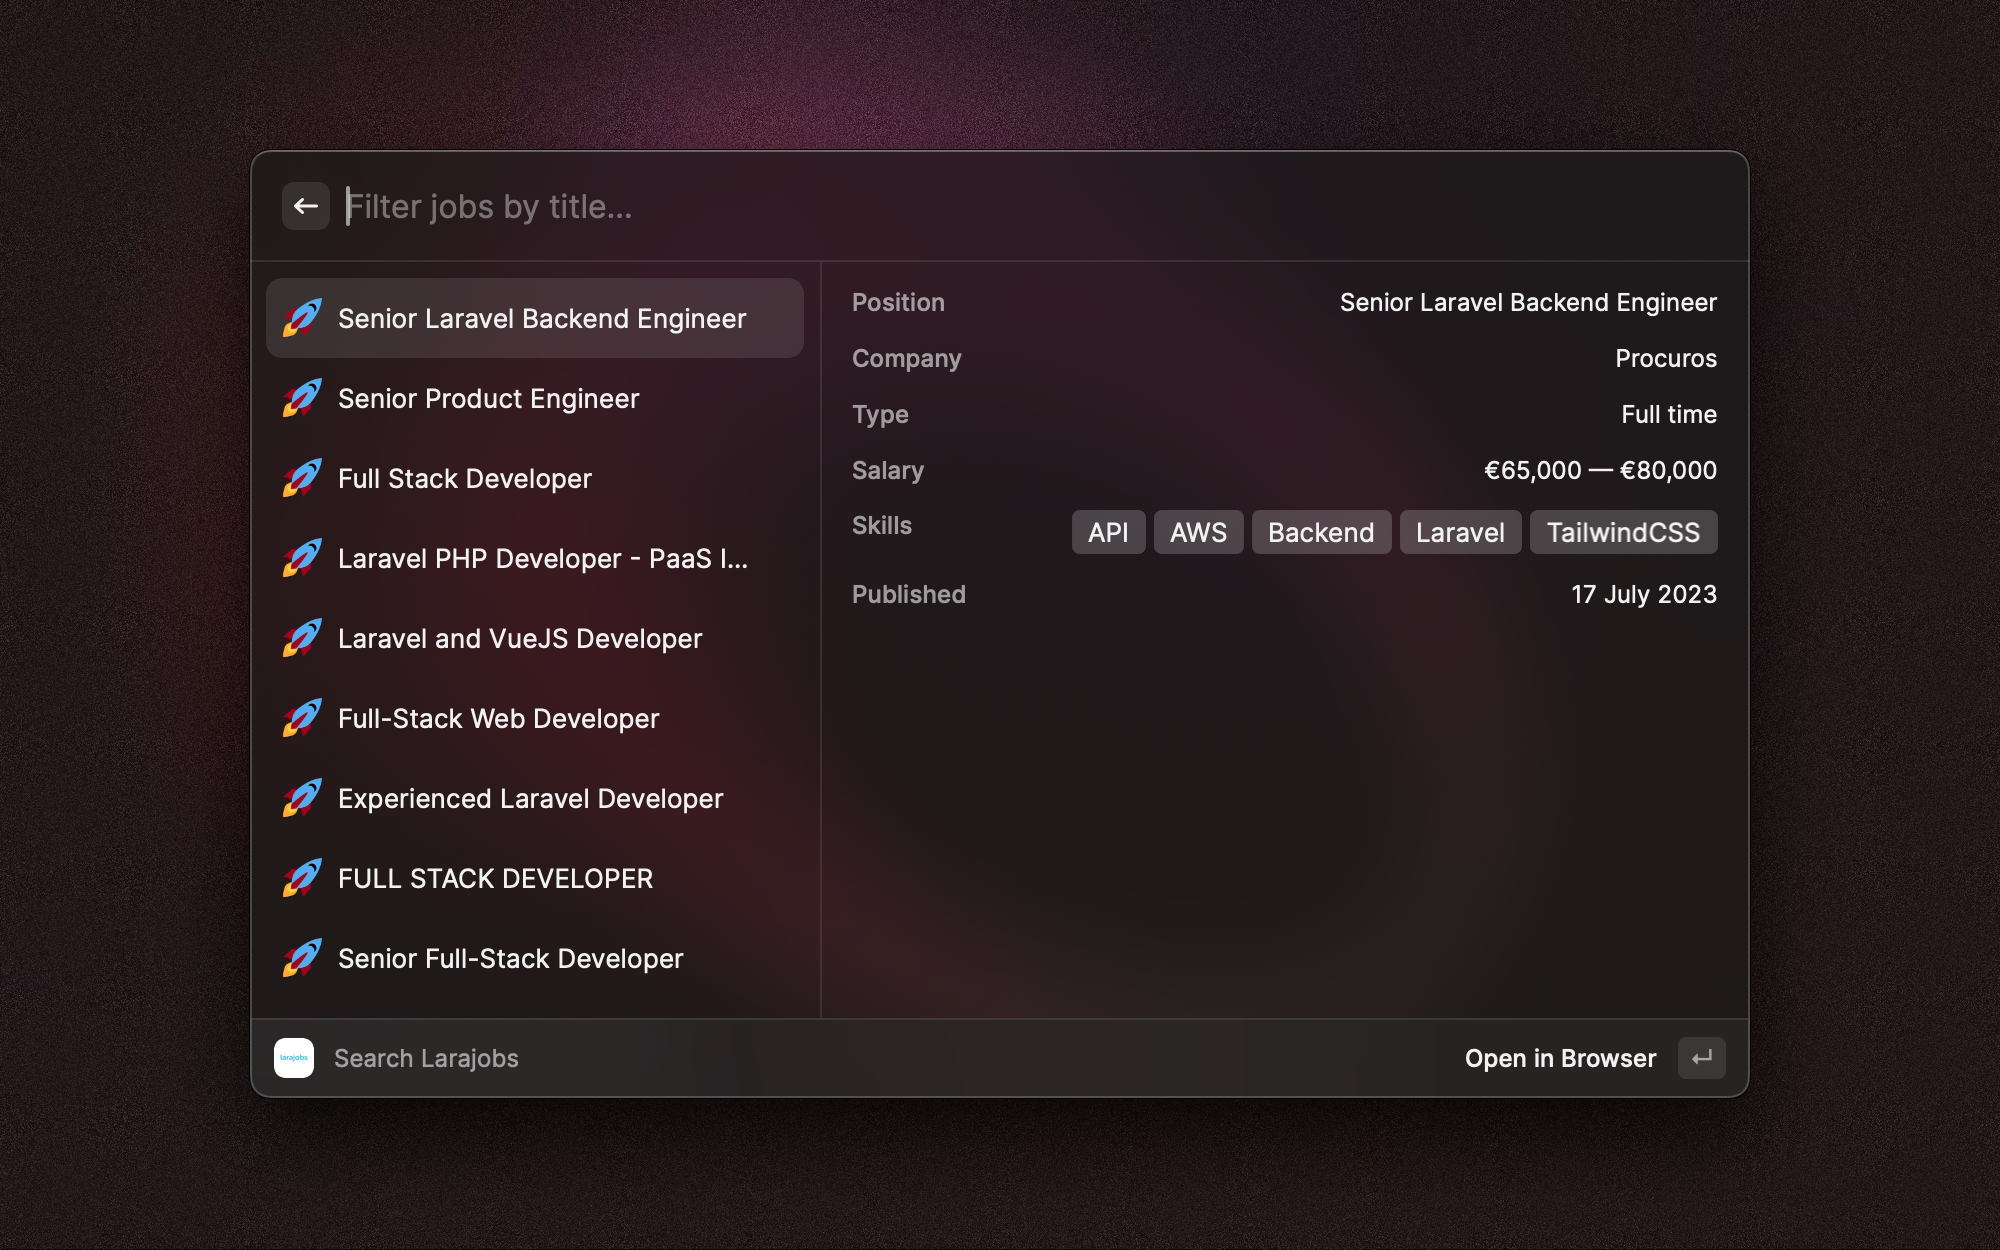 Filter jobs by title...
Senior Laravel Backend Engineer
Senior Product Engineer
Full Stack Developer
Laravel PHP Developer - PaaS I...
Laravel and VueJS Developer
Full-Stack Web Developer
Experienced Laravel Developer
FULL STACK DEVELOPER
Senior Full-Stack Developer
Position Senior Laravel Backend Engineer
Company Procuros
Type Full time
Salary €65,000 — €80,000
Skills API AWS Backend Laravel TailwindCSS
Published 17 July 2023
larajobs Search Larajobs Open in Browser